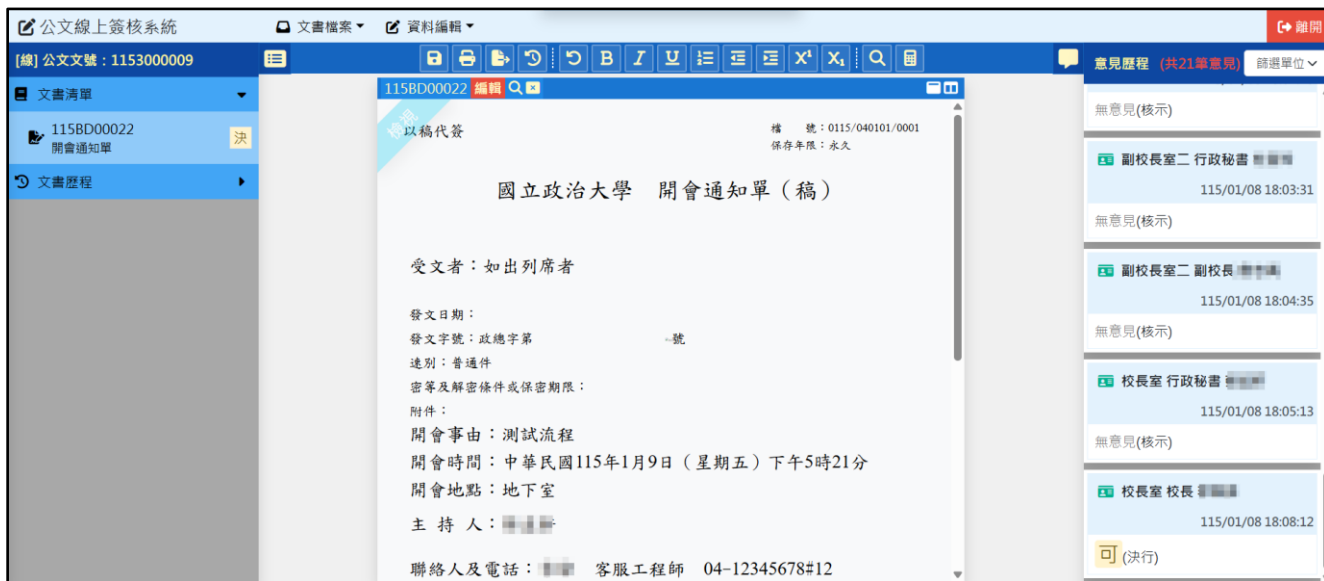 公文線上簽核系統
文書檔案
資料編輯
離開
[線] 公文文號：1153000009
意見歷程 (共21筆意見)
篩選單位
文書清單
115BD00022
開會通知單
決
文書歷程
115BD00022 編輯
檢視
以稿代簽
檔 號：0115/040101/0001
保存年限：永久
國立政治大學 開會通知單（稿）
受文者：如出列席者
發文日期：
發文字號：政總字第 號
速別：普通件
密等及解密條件或保密期限：
附件：
開會事由：測試流程
開會時間：中華民國115年1月9日（星期五）下午5時21分
開會地點：地下室
主 持 人：
聯絡人及電話： 客服工程師 04-12345678#12
無意見(核示)
副校長室二 行政秘書
115/01/08 18:03:31
無意見(核示)
副校長室二 副校長
115/01/08 18:04:35
無意見(核示)
校長室 行政秘書
115/01/08 18:05:13
無意見(核示)
校長室 校長
115/01/08 18:08:12
可 (決行)